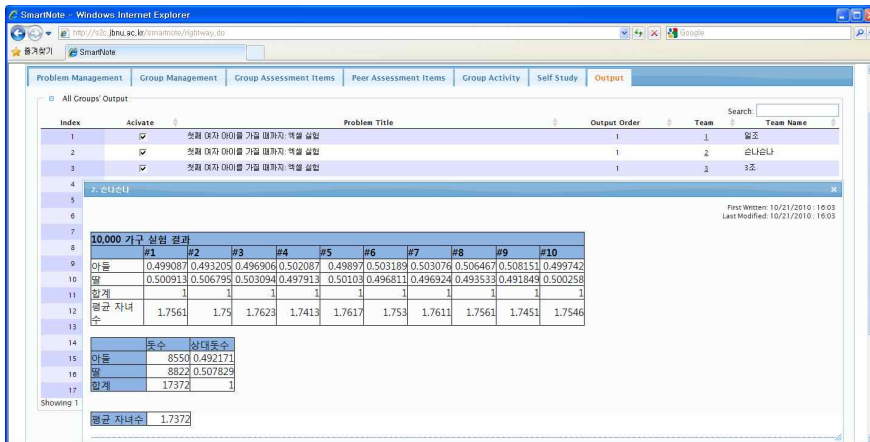 SmartNote - Windows Internet Explorer
http://s2c.jbnu.ac.kr/smartnote/rightway.do
Google
즐겨찾기 SmartNote
Problem Management Group Management Group Assessment Items Peer Assessment Items Group Activity Self Study Output
All Groups' Output
Search:
Index Acivate Problem Title Output Order Team Team Name
1 첫째 여자 아이를 가질 때까지: 엑셀 실험 1 1 일조
2 첫째 여자 아이를 가질 때까지: 엑셀 실험 1 2 슨나슨나
3 첫째 여자 아이를 가질 때까지: 엑셀 실험 1 3 3조
4
2. 슨나슨나
5
First Written: 10/21/2010 : 16:03
6
Last Modified: 10/21/2010 : 16:03
7
10,000 가구 실험 결과
8
#1 #2 #3 #4 #5 #6 #7 #8 #9 #10
9
아들 0.499087 0.493205 0.496906 0.502087 0.49897 0.503189 0.503076 0.506467 0.508151 0.499742
10
딸 0.500913 0.506795 0.503094 0.497913 0.50103 0.496811 0.496924 0.493533 0.491849 0.500258
11
합계 1 1 1 1 1 1 1 1 1 1
12
평균 자녀수 1.7561 1.75 1.7623 1.7413 1.7617 1.753 1.7611 1.7561 1.7451 1.7546
13
14
돗수 상대돗수
15
아들 8550 0.492171
16
딸 8822 0.507829
17
합계 17372 1
Showing 1
평균 자녀수 1.7372